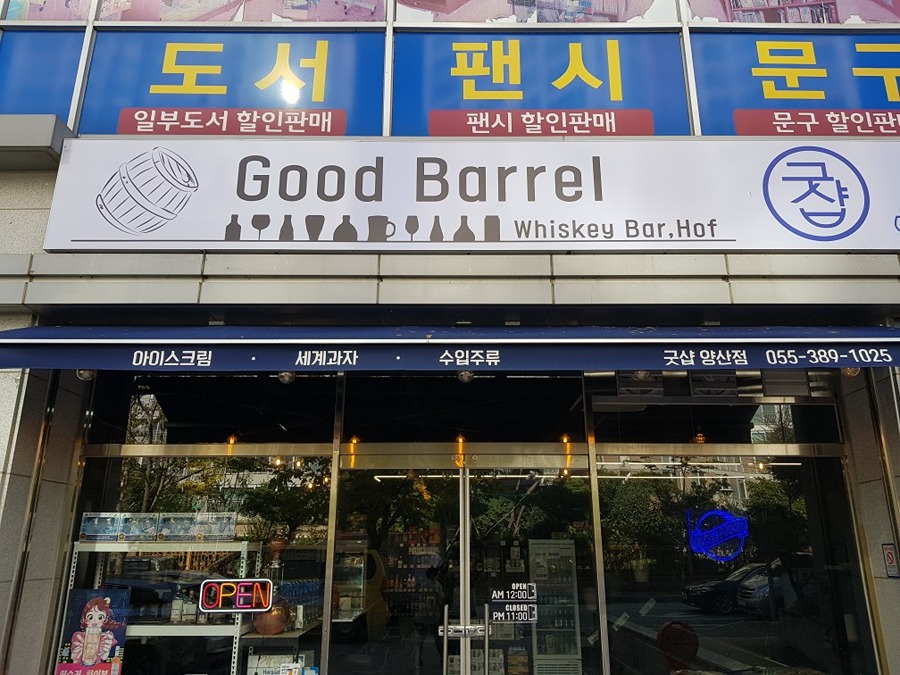 도서 팬시 문구
일부도서 할인판매 팬시 할인판매 문구 할인판
Good Barrel
Whiskey Bar,Hof
굿샵
아이스크림 · 세계과자 · 수입주류 굿샵 양산점 055-389-1025
OPEN
OPEN
AM 12:00
CLOSED
PM 11:00